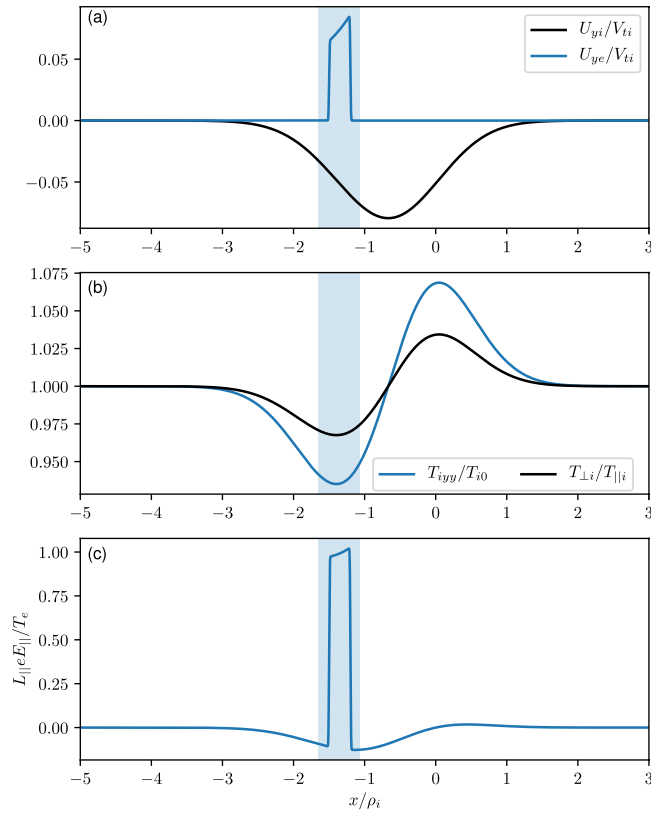 (a)
U_{yi}/V_{ti}
U_{ye}/V_{ti}
0.05
0.00
−0.05
−5 −4 −3 −2 −1 0 1 2 3
(b)
1.075
1.050
1.025
1.000
0.975
0.950
T_{iyy}/T_{i0} T_{⊥i}/T_{||i}
−5 −4 −3 −2 −1 0 1 2 3
(c)
1.00
0.75
0.50
0.25
0.00
L_{||}eE_{||}/T_e
−5 −4 −3 −2 −1 0 1 2 3
x/ρ_i